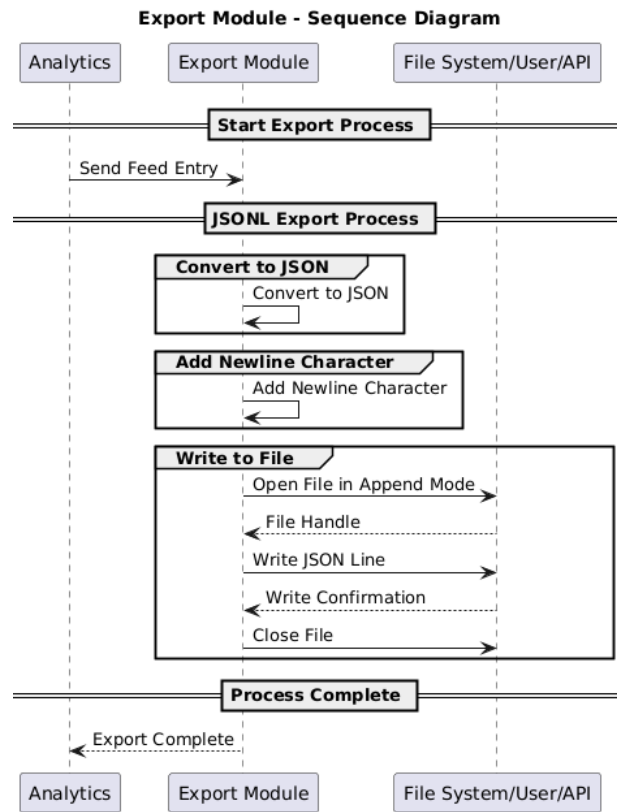 Export Module - Sequence Diagram
Analytics
Export Module
File System/User/API
Start Export Process
Send Feed Entry
JSONL Export Process
Convert to JSON
Convert to JSON
Add Newline Character
Add Newline Character
Write to File
Open File in Append Mode
File Handle
Write JSON Line
Write Confirmation
Close File
Process Complete
Export Complete
Analytics
Export Module
File System/User/API